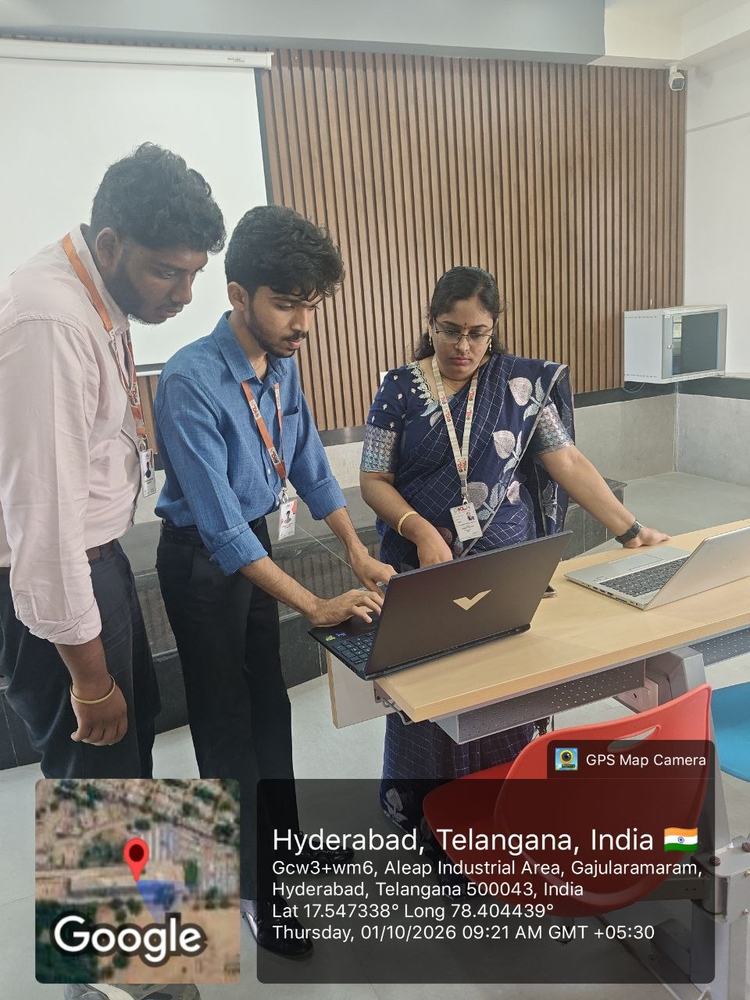 GPS Map Camera
Hyderabad, Telangana, India
Gcw3+wm6, Aleap Industrial Area, Gajularamaram,
Hyderabad, Telangana 500043, India
Lat 17.547338° Long 78.404439°
Thursday, 01/10/2026 09:21 AM GMT +05:30
Google
KL